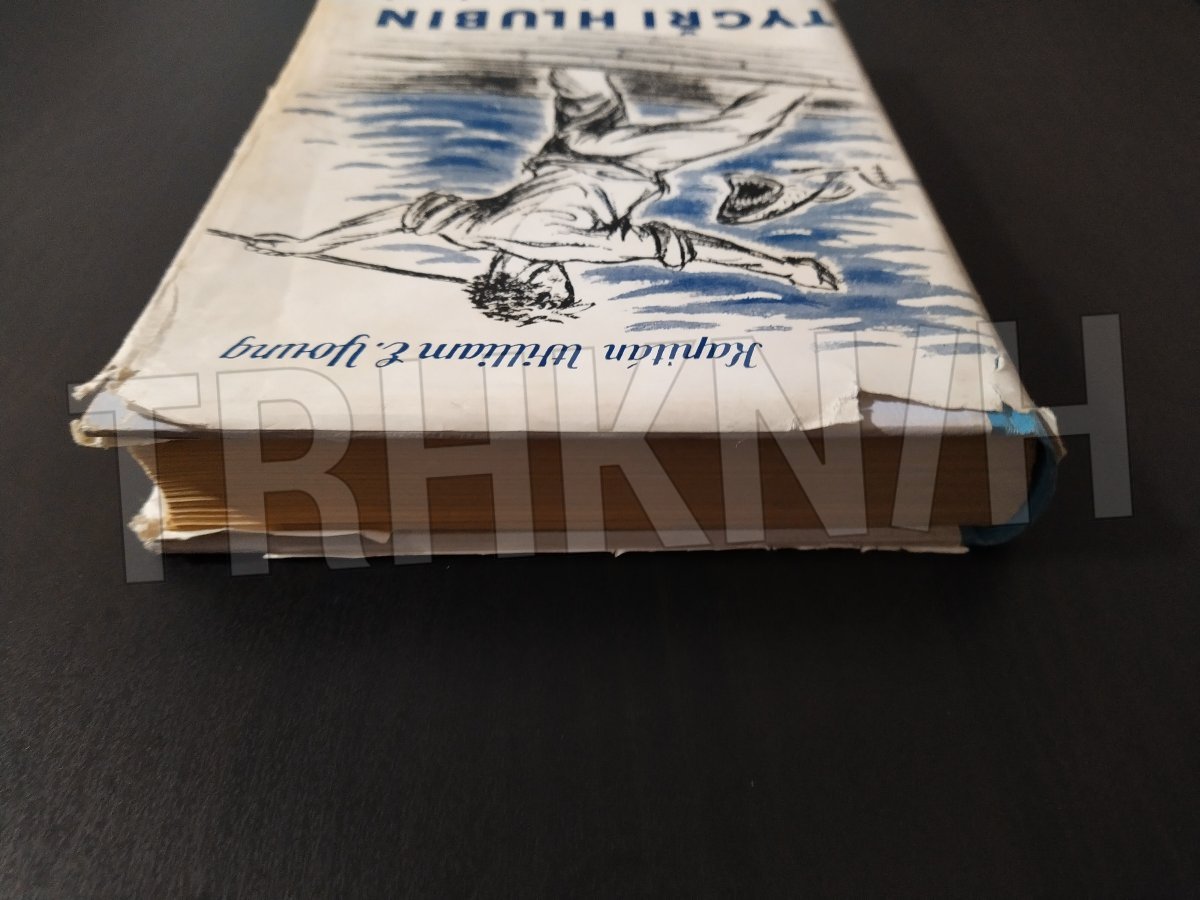 Kapitán William E. Young
TYGŘI HLUBIN
TRHKNIH